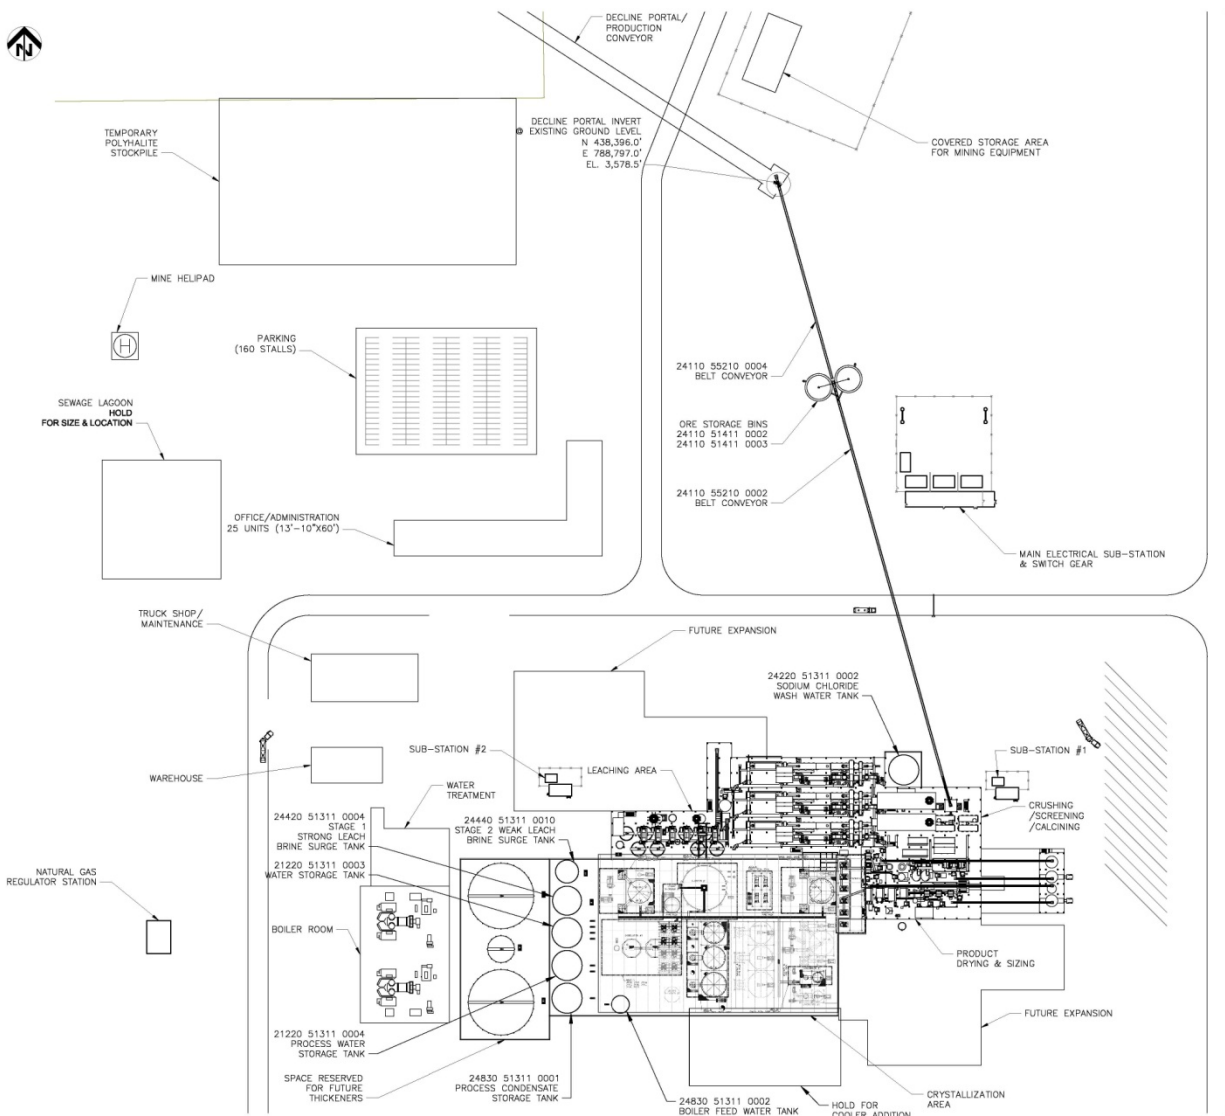 N
DECLINE PORTAL/
PRODUCTION
CONVEYOR
DECLINE PORTAL INVERT
@ EXISTING GROUND LEVEL
N 438,396.0'
E 788,797.0'
EL. 3,578.5'
TEMPORARY
POLYHALITE
STOCKPILE
COVERED STORAGE AREA
FOR MINING EQUIPMENT
MINE HELIPAD
H
PARKING
(160 STALLS)
24110 55210 0004
BELT CONVEYOR
SEWAGE LAGOON
HOLD
FOR SIZE & LOCATION
ORE STORAGE BINS
24110 51411 0002
24110 51411 0003
24110 55210 0002
BELT CONVEYOR
OFFICE/ADMINISTRATION
25 UNITS (13'-10"X60')
MAIN ELECTRICAL SUB-STATION
& SWITCH GEAR
TRUCK SHOP/
MAINTENANCE
FUTURE EXPANSION
24220 51311 0002
SODIUM CHLORIDE
WASH WATER TANK
SUB-STATION #2
SUB-STATION #1
WAREHOUSE
LEACHING AREA
WATER
TREATMENT
CRUSHING
/SCREENING
/CALCINING
24420 51311 0004
STAGE 1
STRONG LEACH
BRINE SURGE TANK
24440 51311 0010
STAGE 2 WEAK LEACH
BRINE SURGE TANK
21220 51311 0003
WATER STORAGE TANK
NATURAL GAS
REGULATOR STATION
BOILER ROOM
PRODUCT
DRYING & SIZING
FUTURE EXPANSION
21220 51311 0004
PROCESS WATER
STORAGE TANK
SPACE RESERVED
FOR FUTURE
THICKENERS
24830 51311 0001
PROCESS CONDENSATE
STORAGE TANK
24830 51311 0002
BOILER FEED WATER TANK
HOLD FOR
COOLER ADDITION
CRYSTALLIZATION
AREA